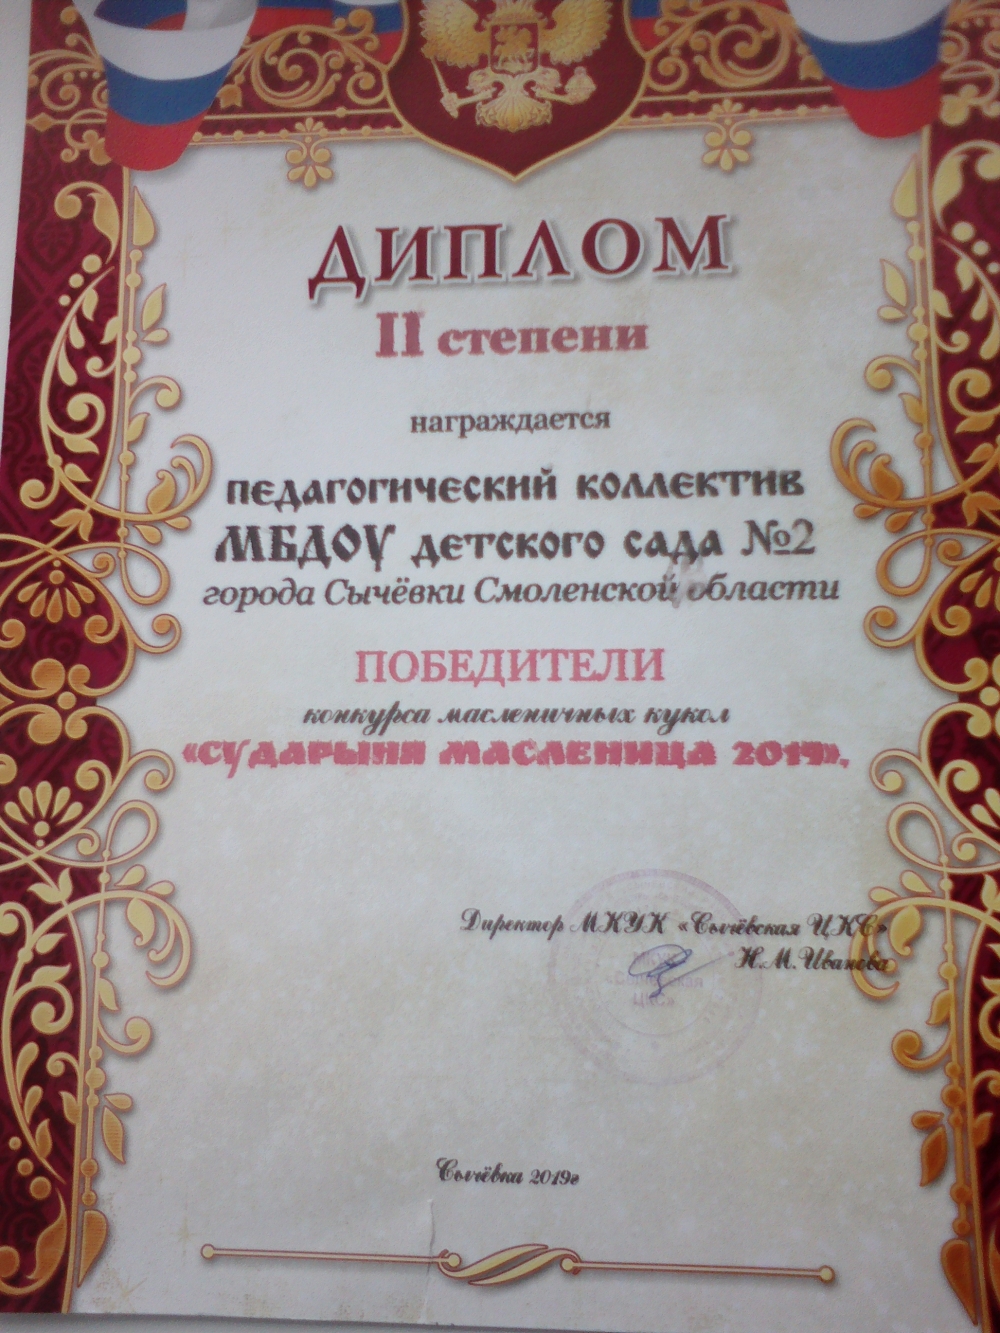 ДИПЛОМ
II степени
награждается
педагогический коллектив
МБДОУ детского сада №2
города Сычёвки Смоленской области
ПОБЕДИТЕЛИ
конкурса масленичных кукол
«СУДАРЫНЯ МАСЛЕНИЦА 2019».
Директор МКУК «Сычёвская ЦКС»
Н.М.Иванова
Сычёвка 2019г